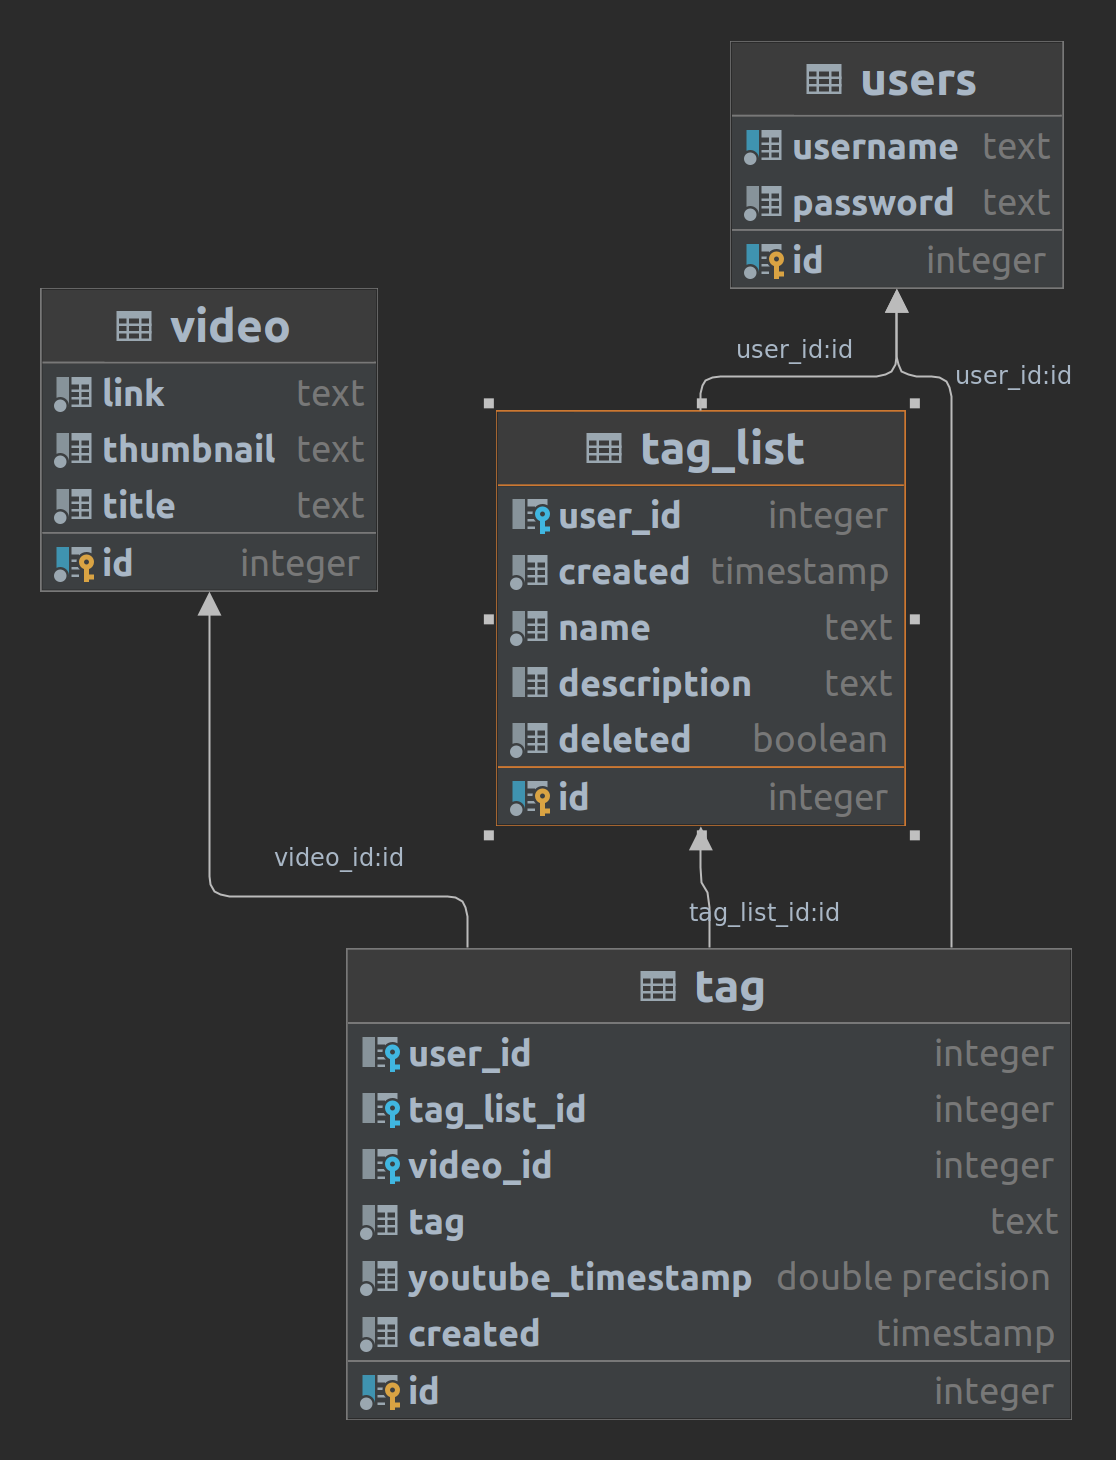 users
username text
password text
id integer
video
link text
thumbnail text
title text
id integer
user_id:id
user_id:id
tag_list
user_id integer
created timestamp
name text
description text
deleted boolean
id integer
video_id:id
tag_list_id:id
tag
user_id integer
tag_list_id integer
video_id integer
tag text
youtube_timestamp double precision
created timestamp
id integer